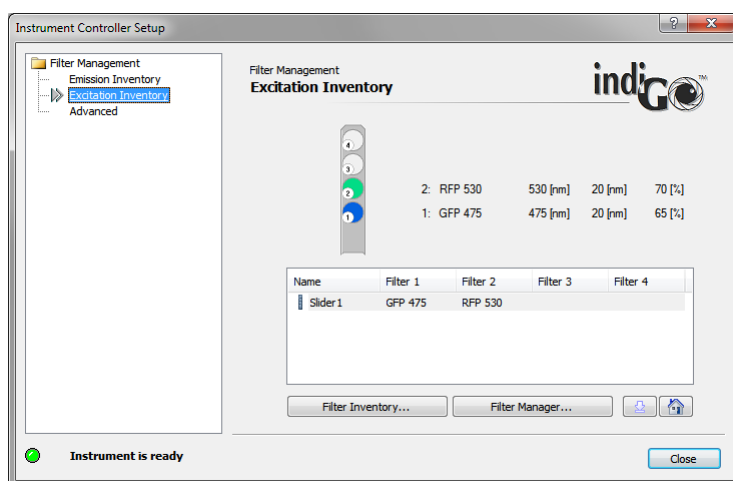 Instrument Controller Setup
Filter Management
Emission Inventory
Excitation Inventory
Advanced
Filter Management
Excitation Inventory
indiGO™
4
3
2
1
2: RFP 530 530 [nm] 20 [nm] 70 [%]
1: GFP 475 475 [nm] 20 [nm] 65 [%]
Name Filter 1 Filter 2 Filter 3 Filter 4
Slider1 GFP 475 RFP 530
Filter Inventory... Filter Manager...
Instrument is ready
Close